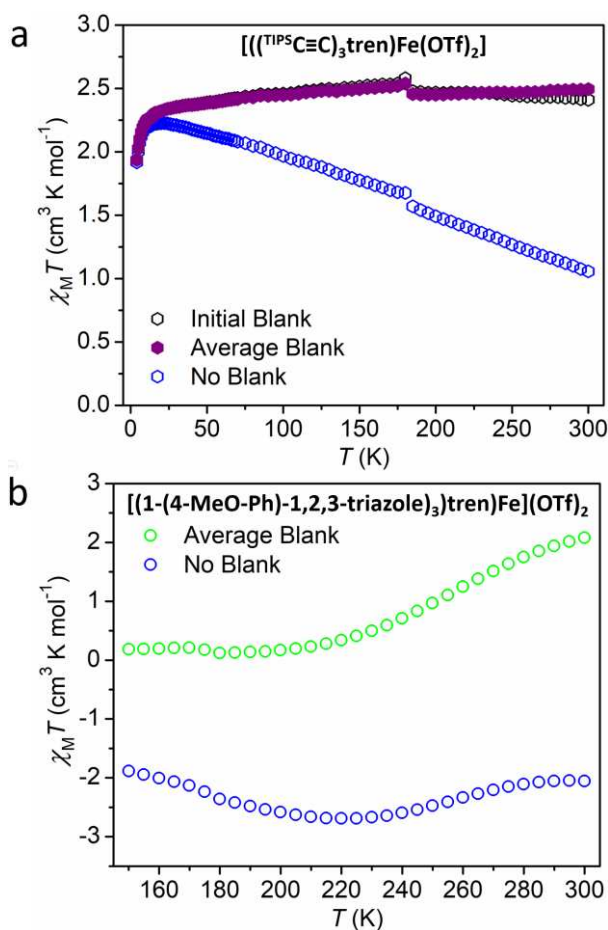 a
[((ᵀᴵᴾˢC≡C)₃tren)Fe(OTf)₂]
3.0
2.5
2.0
1.5
1.0
0.5
0.0
χ_M T (cm³ K mol⁻¹)
Initial Blank
Average Blank
No Blank
0 50 100 150 200 250 300
T (K)
b
[(1-(4-MeO-Ph)-1,2,3-triazole)₃)tren)Fe](OTf)₂
Average Blank
No Blank
3
2
1
0
-1
-2
-3
χ_M T (cm³ K mol⁻¹)
160 180 200 220 240 260 280 300
T (K)